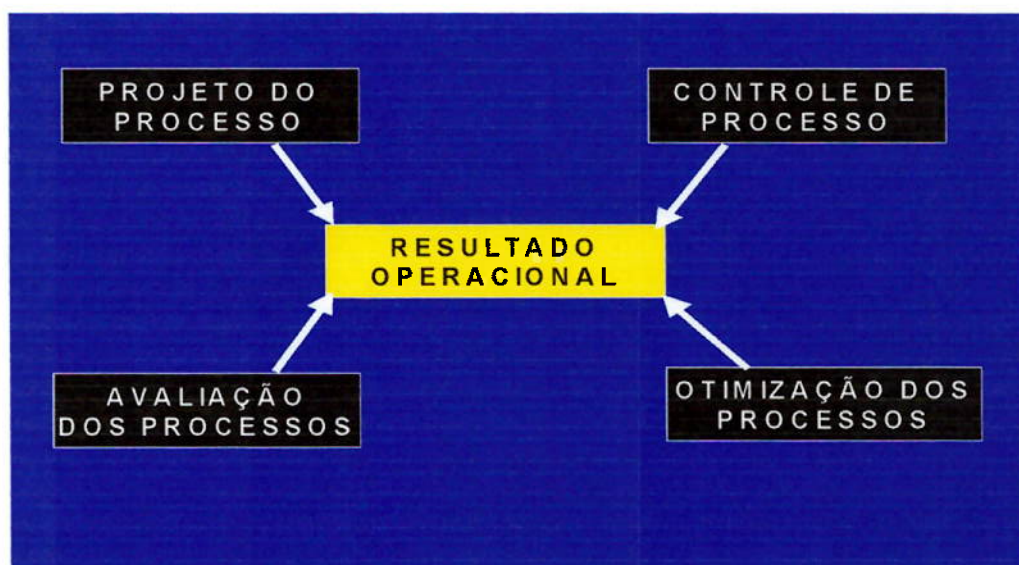 PROJETO DO
PROCESSO
CONTROLE DE
PROCESSO
RESULTADO
OPERACIONAL
AVALIAÇÃO
DOS PROCESSOS
OTIMIZAÇÃO DOS
PROCESSOS